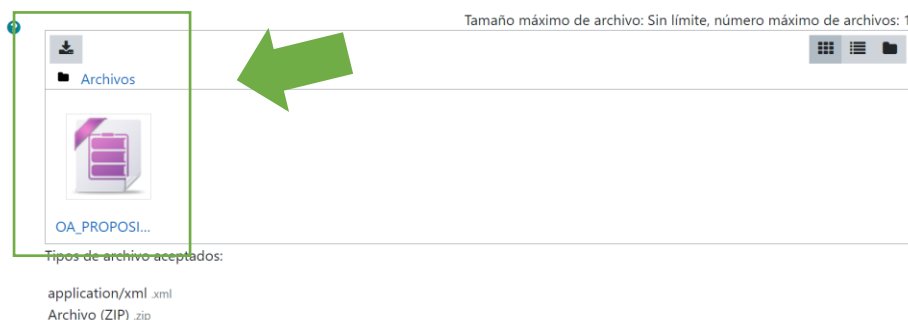 Tamaño máximo de archivo: Sin límite, número máximo de archivos: 1
Archivos
OA_PROPOSI...
Tipos de archivo aceptados:
application/xml .xml
Archivo (ZIP) .zip